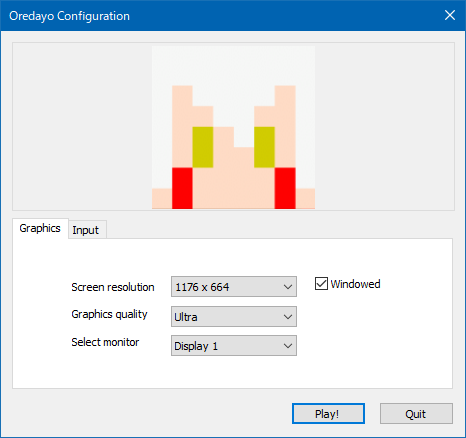 Oredayo Configuration
Graphics
Input
Screen resolution 1176 x 664 Windowed
Graphics quality Ultra
Select monitor Display 1
Play! Quit